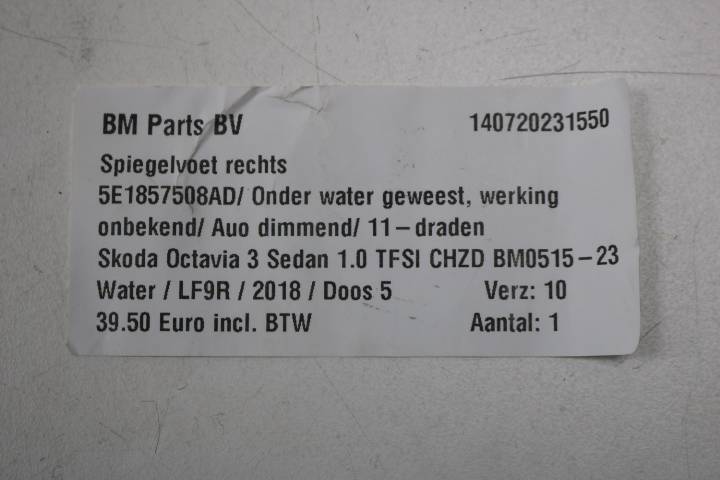 BM Parts BV 140720231550
Spiegelvoet rechts
5E1857508AD/ Onder water geweest, werking
onbekend/ Auo dimmend/ 11-draden
Skoda Octavia 3 Sedan 1.0 TFSI CHZD BM0515-23
Water / LF9R / 2018 / Doos 5 Verz: 10
39.50 Euro incl. BTW Aantal: 1